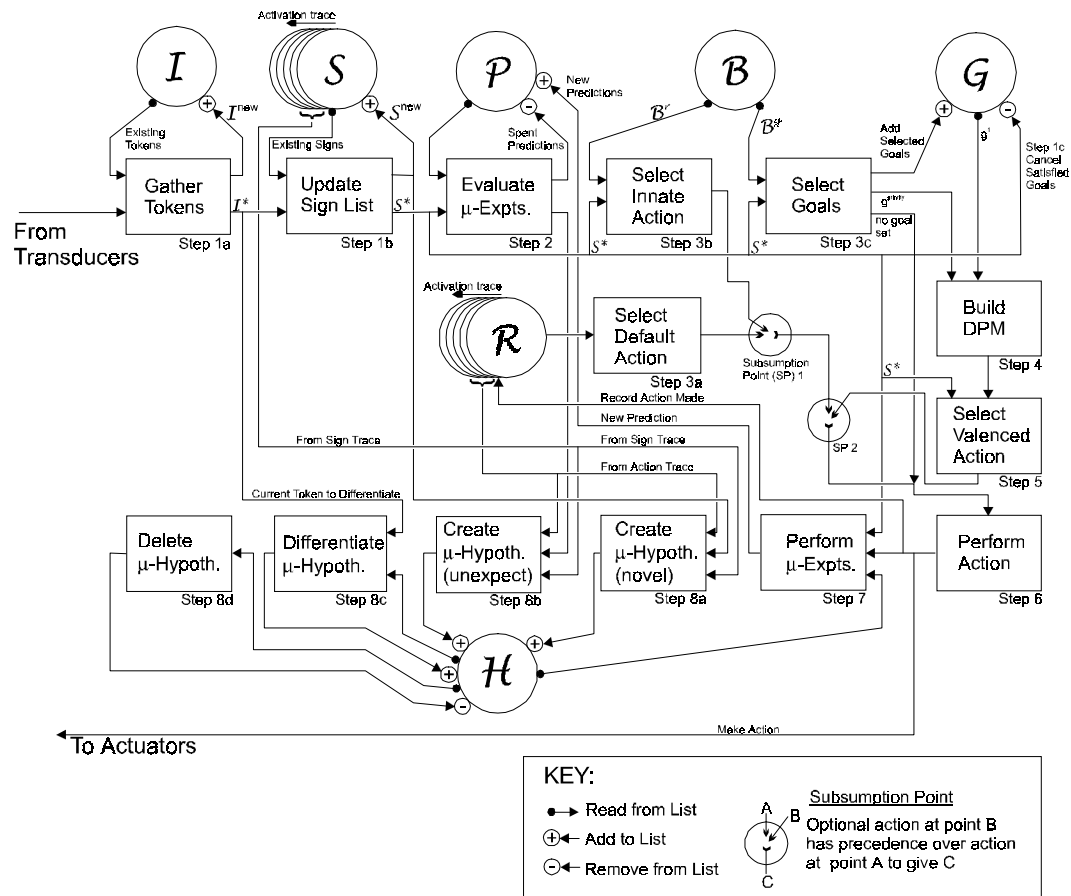 Activation trace
I
S
P
B
G
I new
S new
New
Predictions
Existing
Tokens
Existing Signs
Spent
Predictions
B r
Add
Selected
Goals
g 1
Step 1c
Cancel
Satisfied
Goals
Gather
Tokens
Step 1a
I*
Update
Sign List
Step 1b
S*
Evaluate
μ-Expts.
Step 2
Select
Innate
Action
Step 3b
S*
Select
Goals
Step 3c
S*
no goal
set
From
Transducers
Activation trace
R
Select
Default
Action
Step 3a
Subsumption
Point (SP) 1
Build
DPM
Step 4
S*
Select
Valenced
Action
Step 5
SP 2
Record Action Made
New Prediction
From Sign Trace
From Sign Trace
From Action Trace
Current Token to Differentiate
Delete
μ-Hypoth.
Step 8d
Differentiate
μ-Hypoth.
Step 8c
Create
μ-Hypoth.
(unexpect)
Step 8b
Create
μ-Hypoth.
(novel)
Step 8a
Perform
μ-Expts.
Step 7
Perform
Action
Step 6
H
Make Action
To Actuators
KEY:
Read from List
Add to List
Remove from List
Subsumption Point
A
B
C
Optional action at point B
has precedence over action
at point A to give C